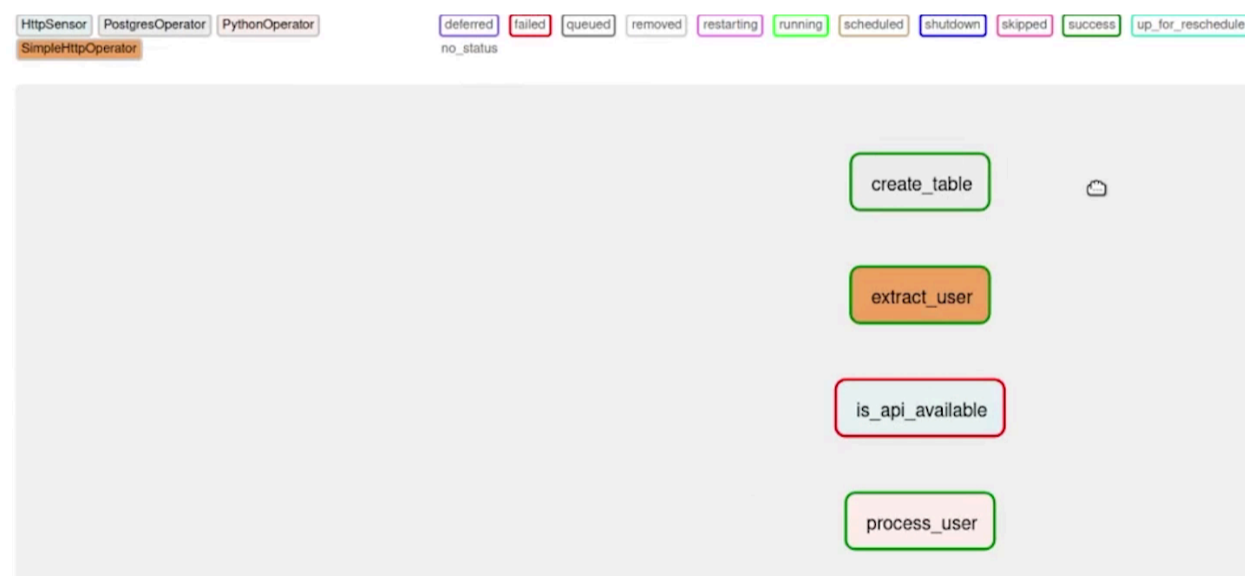 HttpSensor PostgresOperator PythonOperator deferred failed queued removed restarting running scheduled shutdown skipped success up_for_reschedule
SimpleHttpOperator no_status
create_table
extract_user
is_api_available
process_user